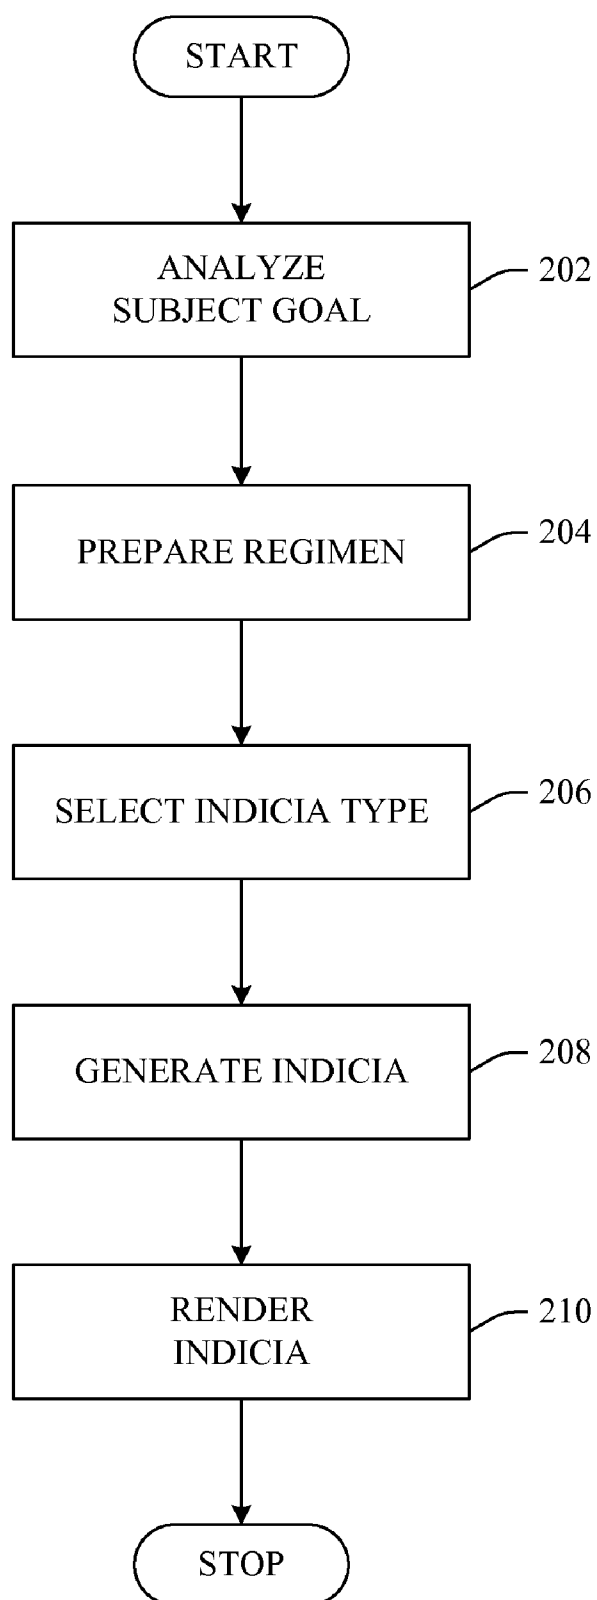 START
ANALYZE
SUBJECT GOAL
202
PREPARE REGIMEN
204
SELECT INDICIA TYPE
206
GENERATE INDICIA
208
RENDER
INDICIA
210
STOP